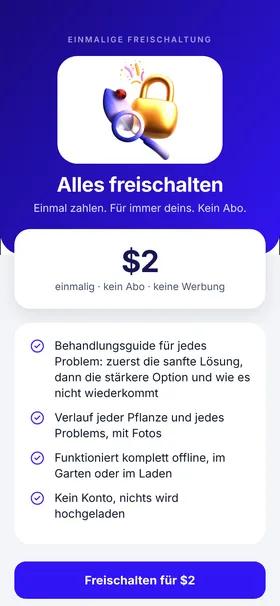 EINMALIGE FREISCHALTUNG
Alles freischalten
Einmal zahlen. Für immer deins. Kein Abo.
$2
einmalig · kein Abo · keine Werbung
Behandlungsguide für jedes
Problem: zuerst die sanfte Lösung,
dann die stärkere Option und wie es
nicht wiederkommt
Verlauf jeder Pflanze und jedes
Problems, mit Fotos
Funktioniert komplett offline, im
Garten oder im Laden
Kein Konto, nichts wird
hochgeladen
Freischalten für $2